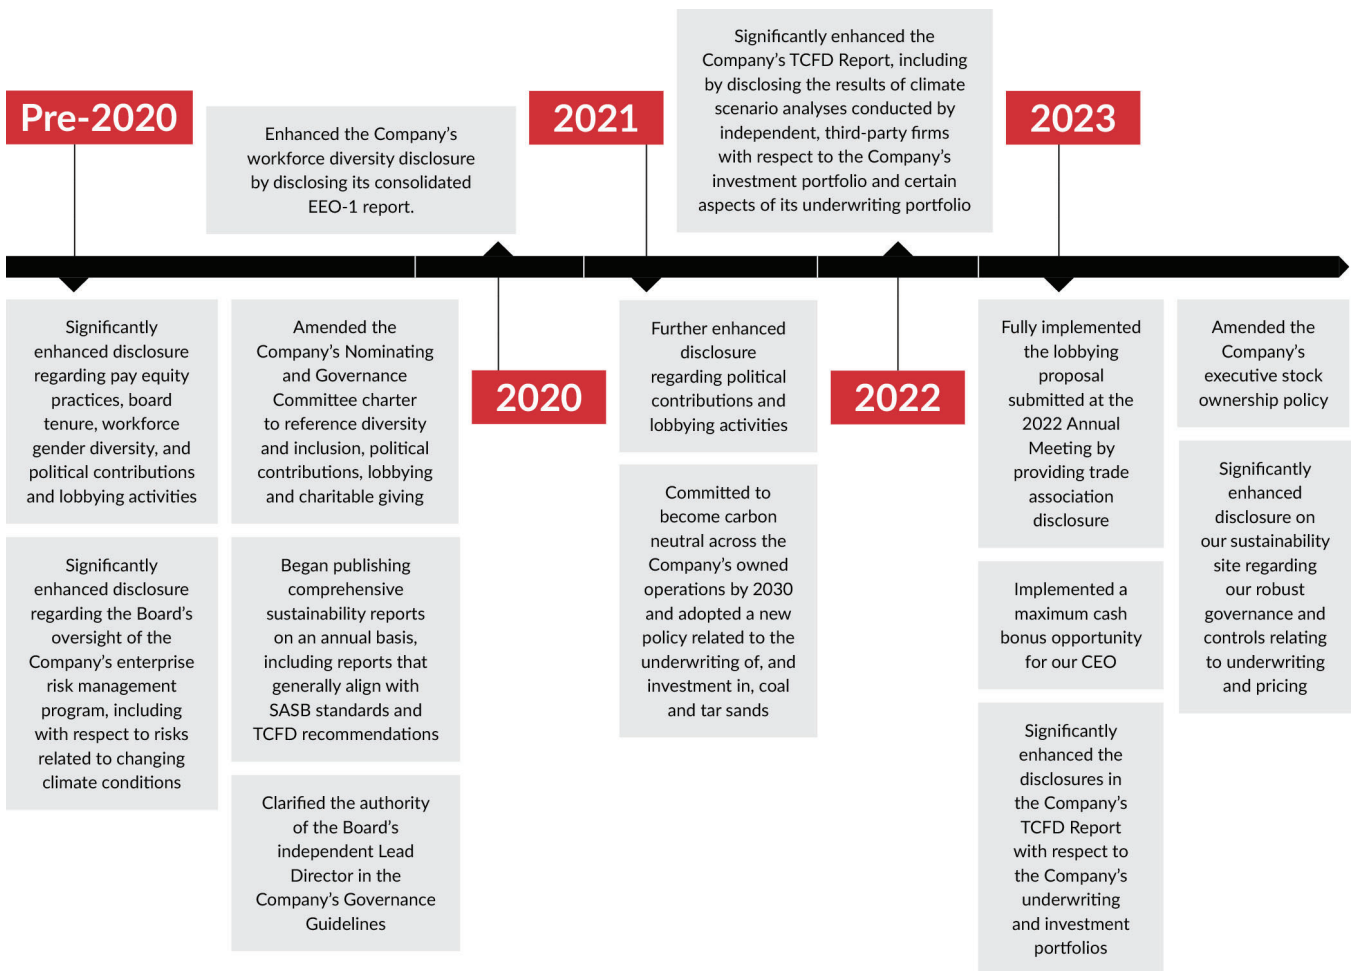 Pre-2020
Significantly
enhanced disclosure
regarding pay equity
practices, board
tenure, workforce
gender diversity, and
political contributions
and lobbying activities
Significantly
enhanced disclosure
regarding the Board's
oversight of the
Company's enterprise
risk management
program, including
with respect to risks
related to changing
climate conditions
Amended the
Company's Nominating
and Governance
Committee charter
to reference diversity
and inclusion, political
contributions, lobbying
and charitable giving
Began publishing
comprehensive
sustainability reports
on an annual basis,
including reports that
generally align with
SASB standards and
TCFD recommendations
Clarified the authority
of the Board's
independent Lead
Director in the
Company's Governance
Guidelines
2020
Enhanced the Company's
workforce diversity disclosure
by disclosing its consolidated
EEO-1 report.
2021
Further enhanced
disclosure
regarding political
contributions and
lobbying activities
Committed to
become carbon
neutral across the
Company's owned
operations by 2030
and adopted a new
policy related to the
underwriting of, and
investment in, coal
and tar sands
2022
Significantly enhanced the
Company's TCFD Report, including
by disclosing the results of climate
scenario analyses conducted by
independent, third-party firms
with respect to the Company's
investment portfolio and certain
aspects of its underwriting portfolio
2023
Fully implemented
the lobbying
proposal
submitted at the
2022 Annual
Meeting by
providing trade
association
disclosure
Implemented a
maximum cash
bonus opportunity
for our CEO
Significantly
enhanced the
disclosures in
the Company's
TCFD Report
with respect to
the Company's
underwriting
and investment
portfolios
Amended the
Company's
executive stock
ownership policy
Significantly
enhanced
disclosure on
our sustainability
site regarding
our robust
governance and
controls relating
to underwriting
and pricing